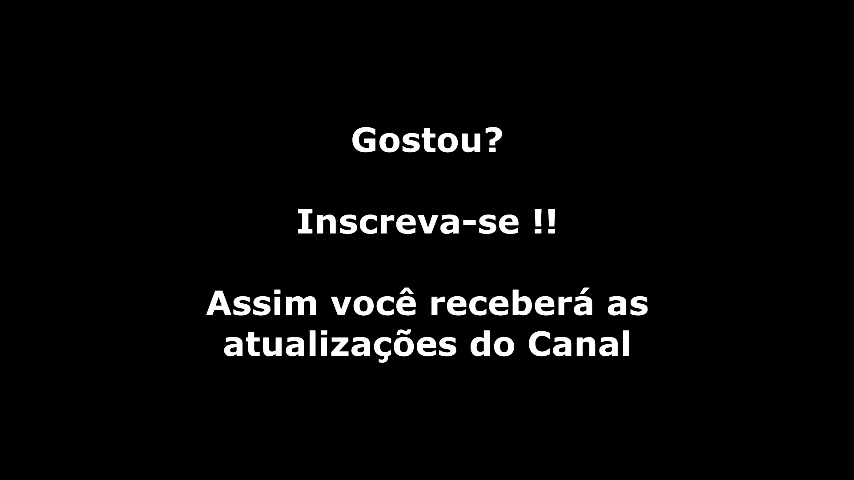 Gostou?
Inscreva-se !!
Assim você receberá as
atualizações do Canal